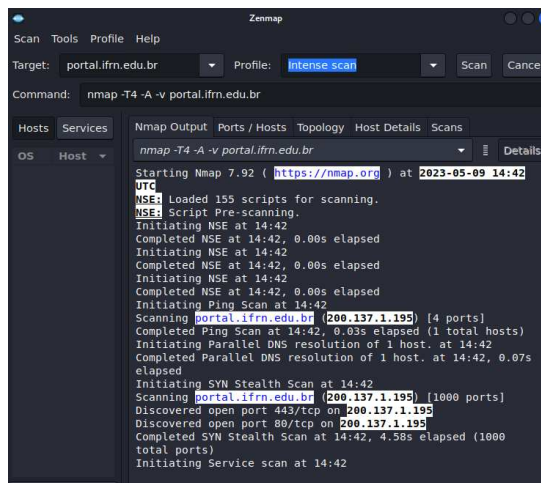 Zenmap
Scan Tools Profile Help
Target: portal.ifrn.edu.br Profile: Intense scan Scan Cance
Command: nmap -T4 -A -v portal.ifrn.edu.br
Hosts Services Nmap Output Ports / Hosts Topology Host Details Scans
OS Host nmap -T4 -A -v portal.ifrn.edu.br Details
Starting Nmap 7.92 ( https://nmap.org ) at 2023-05-09 14:42
UTC
NSE: Loaded 155 scripts for scanning.
NSE: Script Pre-scanning.
Initiating NSE at 14:42
Completed NSE at 14:42, 0.00s elapsed
Initiating NSE at 14:42
Completed NSE at 14:42, 0.00s elapsed
Initiating NSE at 14:42
Completed NSE at 14:42, 0.00s elapsed
Initiating Ping Scan at 14:42
Scanning portal.ifrn.edu.br (200.137.1.195) [4 ports]
Completed Ping Scan at 14:42, 0.03s elapsed (1 total hosts)
Initiating Parallel DNS resolution of 1 host. at 14:42
Completed Parallel DNS resolution of 1 host. at 14:42, 0.07s
elapsed
Initiating SYN Stealth Scan at 14:42
Scanning portal.ifrn.edu.br (200.137.1.195) [1000 ports]
Discovered open port 443/tcp on 200.137.1.195
Discovered open port 80/tcp on 200.137.1.195
Completed SYN Stealth Scan at 14:42, 4.58s elapsed (1000
total ports)
Initiating Service scan at 14:42